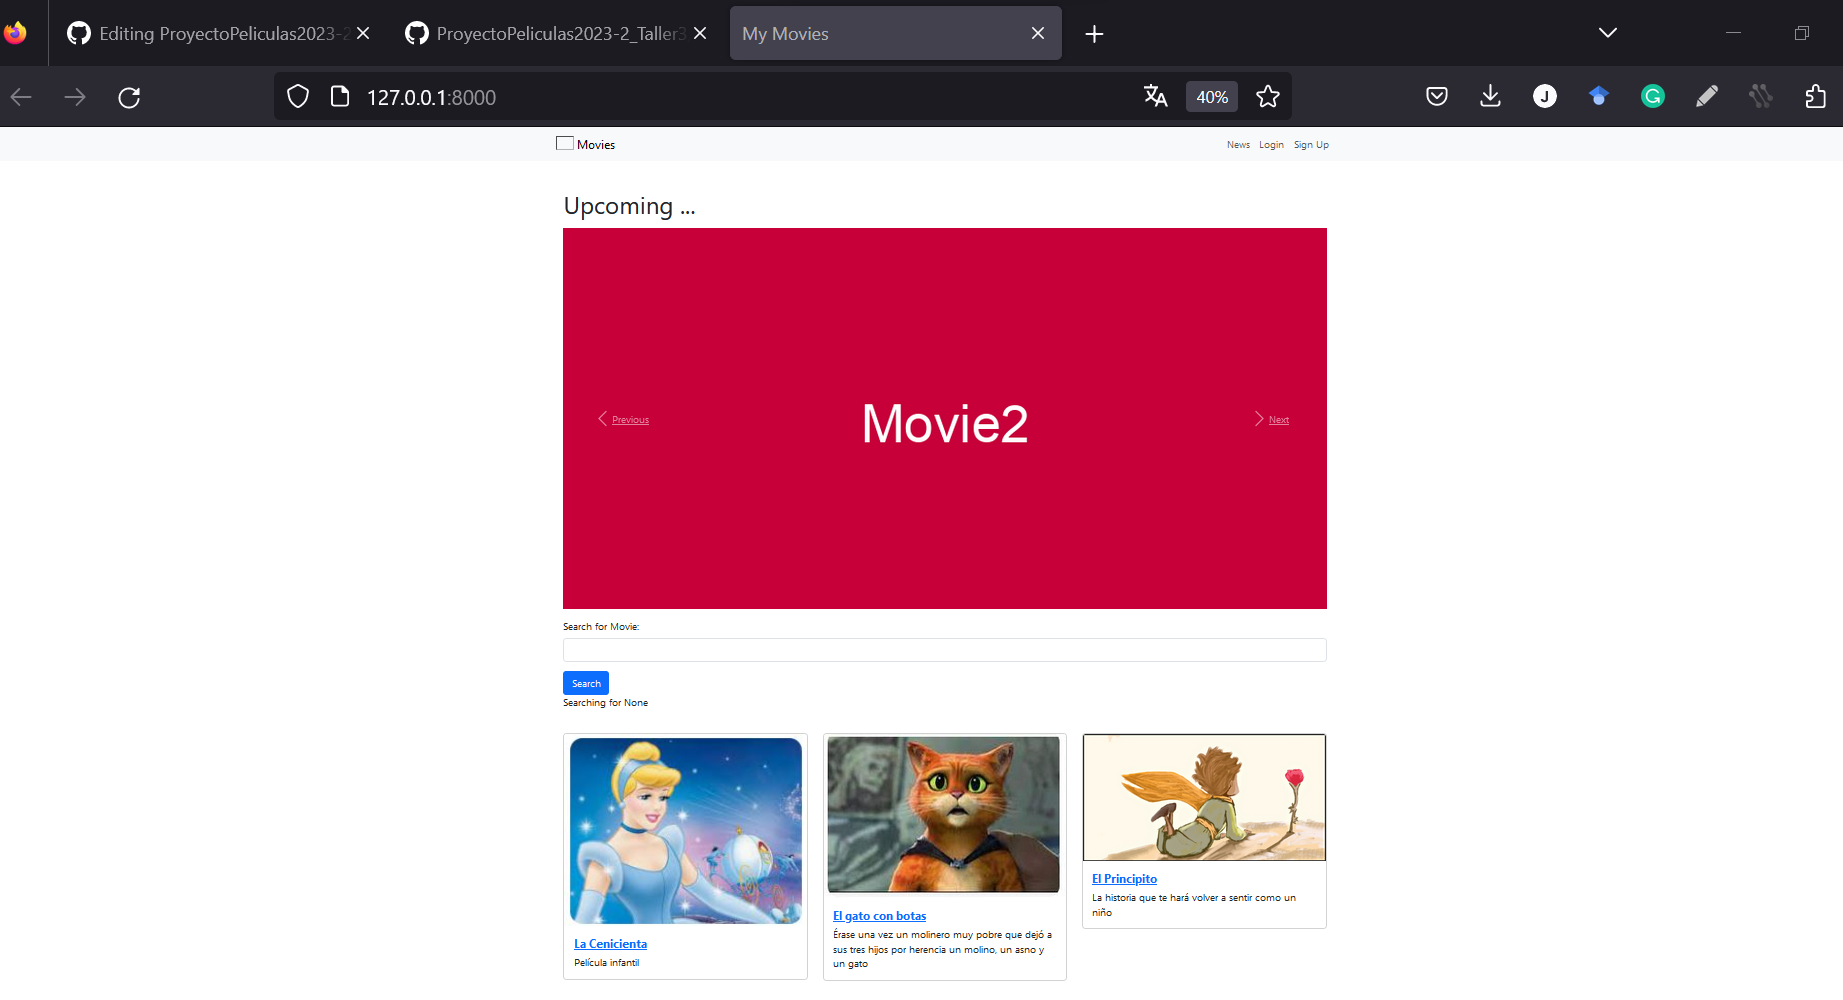 Editing ProyectoPeliculas2023-2
ProyectoPeliculas2023-2_Taller3
My Movies
127.0.0.1:8000
40%
J
G
Movies
News
Login
Sign Up
Upcoming ...
Previous
Movie2
Next
Search for Movie:
Search
Searching for None
La Cenicienta
Película infantil
El gato con botas
Érase una vez un molinero muy pobre que dejó a
sus tres hijos por herencia un molino, un asno y
un gato
El Principito
La historia que te hará volver a sentir como un
niño